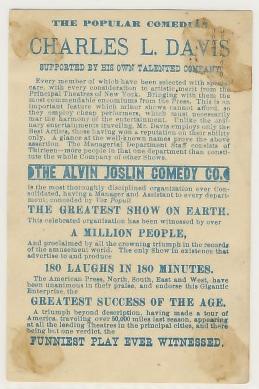 THE POPULAR COMEDIAN
CHARLES L. DAVIS
SUPPORTED BY HIS OWN TALENTED COMPANY
Every member of which have been selected with special
care, with every consideration to artistic merit from the
Principal Theatres of New York. Bringing with them the
most commendable encomiums from the Press. This is an
important feature which minor shows cannot afford, so
they employ cheap performers, which must necessarily
mar the harmony of entertainment. Unlike the ordi-
nary entertainments traveling, Mr. Davis employs only the
Best Artists, those having won a reputation on their ability
only. A glance at the well-known names prove the above
assertion. The Managerial Department Staff consists of
Thirteen—more people in that one department than consti-
tute the whole Company of other Shows.
THE ALVIN JOSLIN COMEDY CO.
is the most thoroughly disciplined organization ever Con-
solidated, having a Manager and Assistant to every depart-
ment, conceded by Vox Populi
THE GREATEST SHOW ON EARTH.
This celebrated organization has been witnessed by over
A MILLION PEOPLE,
And proclaimed by all the crowning triumph in the records
of the amusement world. The only Show in existence that
advertise to and produce
180 LAUGHS IN 180 MINUTES.
The American Press, North, South, East and West, have
been unanimous in their praise, and endorse this Gigantic
Enterprise, the
GREATEST SUCCESS OF THE AGE.
A triumph beyond description, having made a tour of
America, traveling over 50,000 miles last season, appearing
at all the leading Theatres in the principal cities, and there
being but one verdict, the
FUNNIEST PLAY EVER WITNESSED.